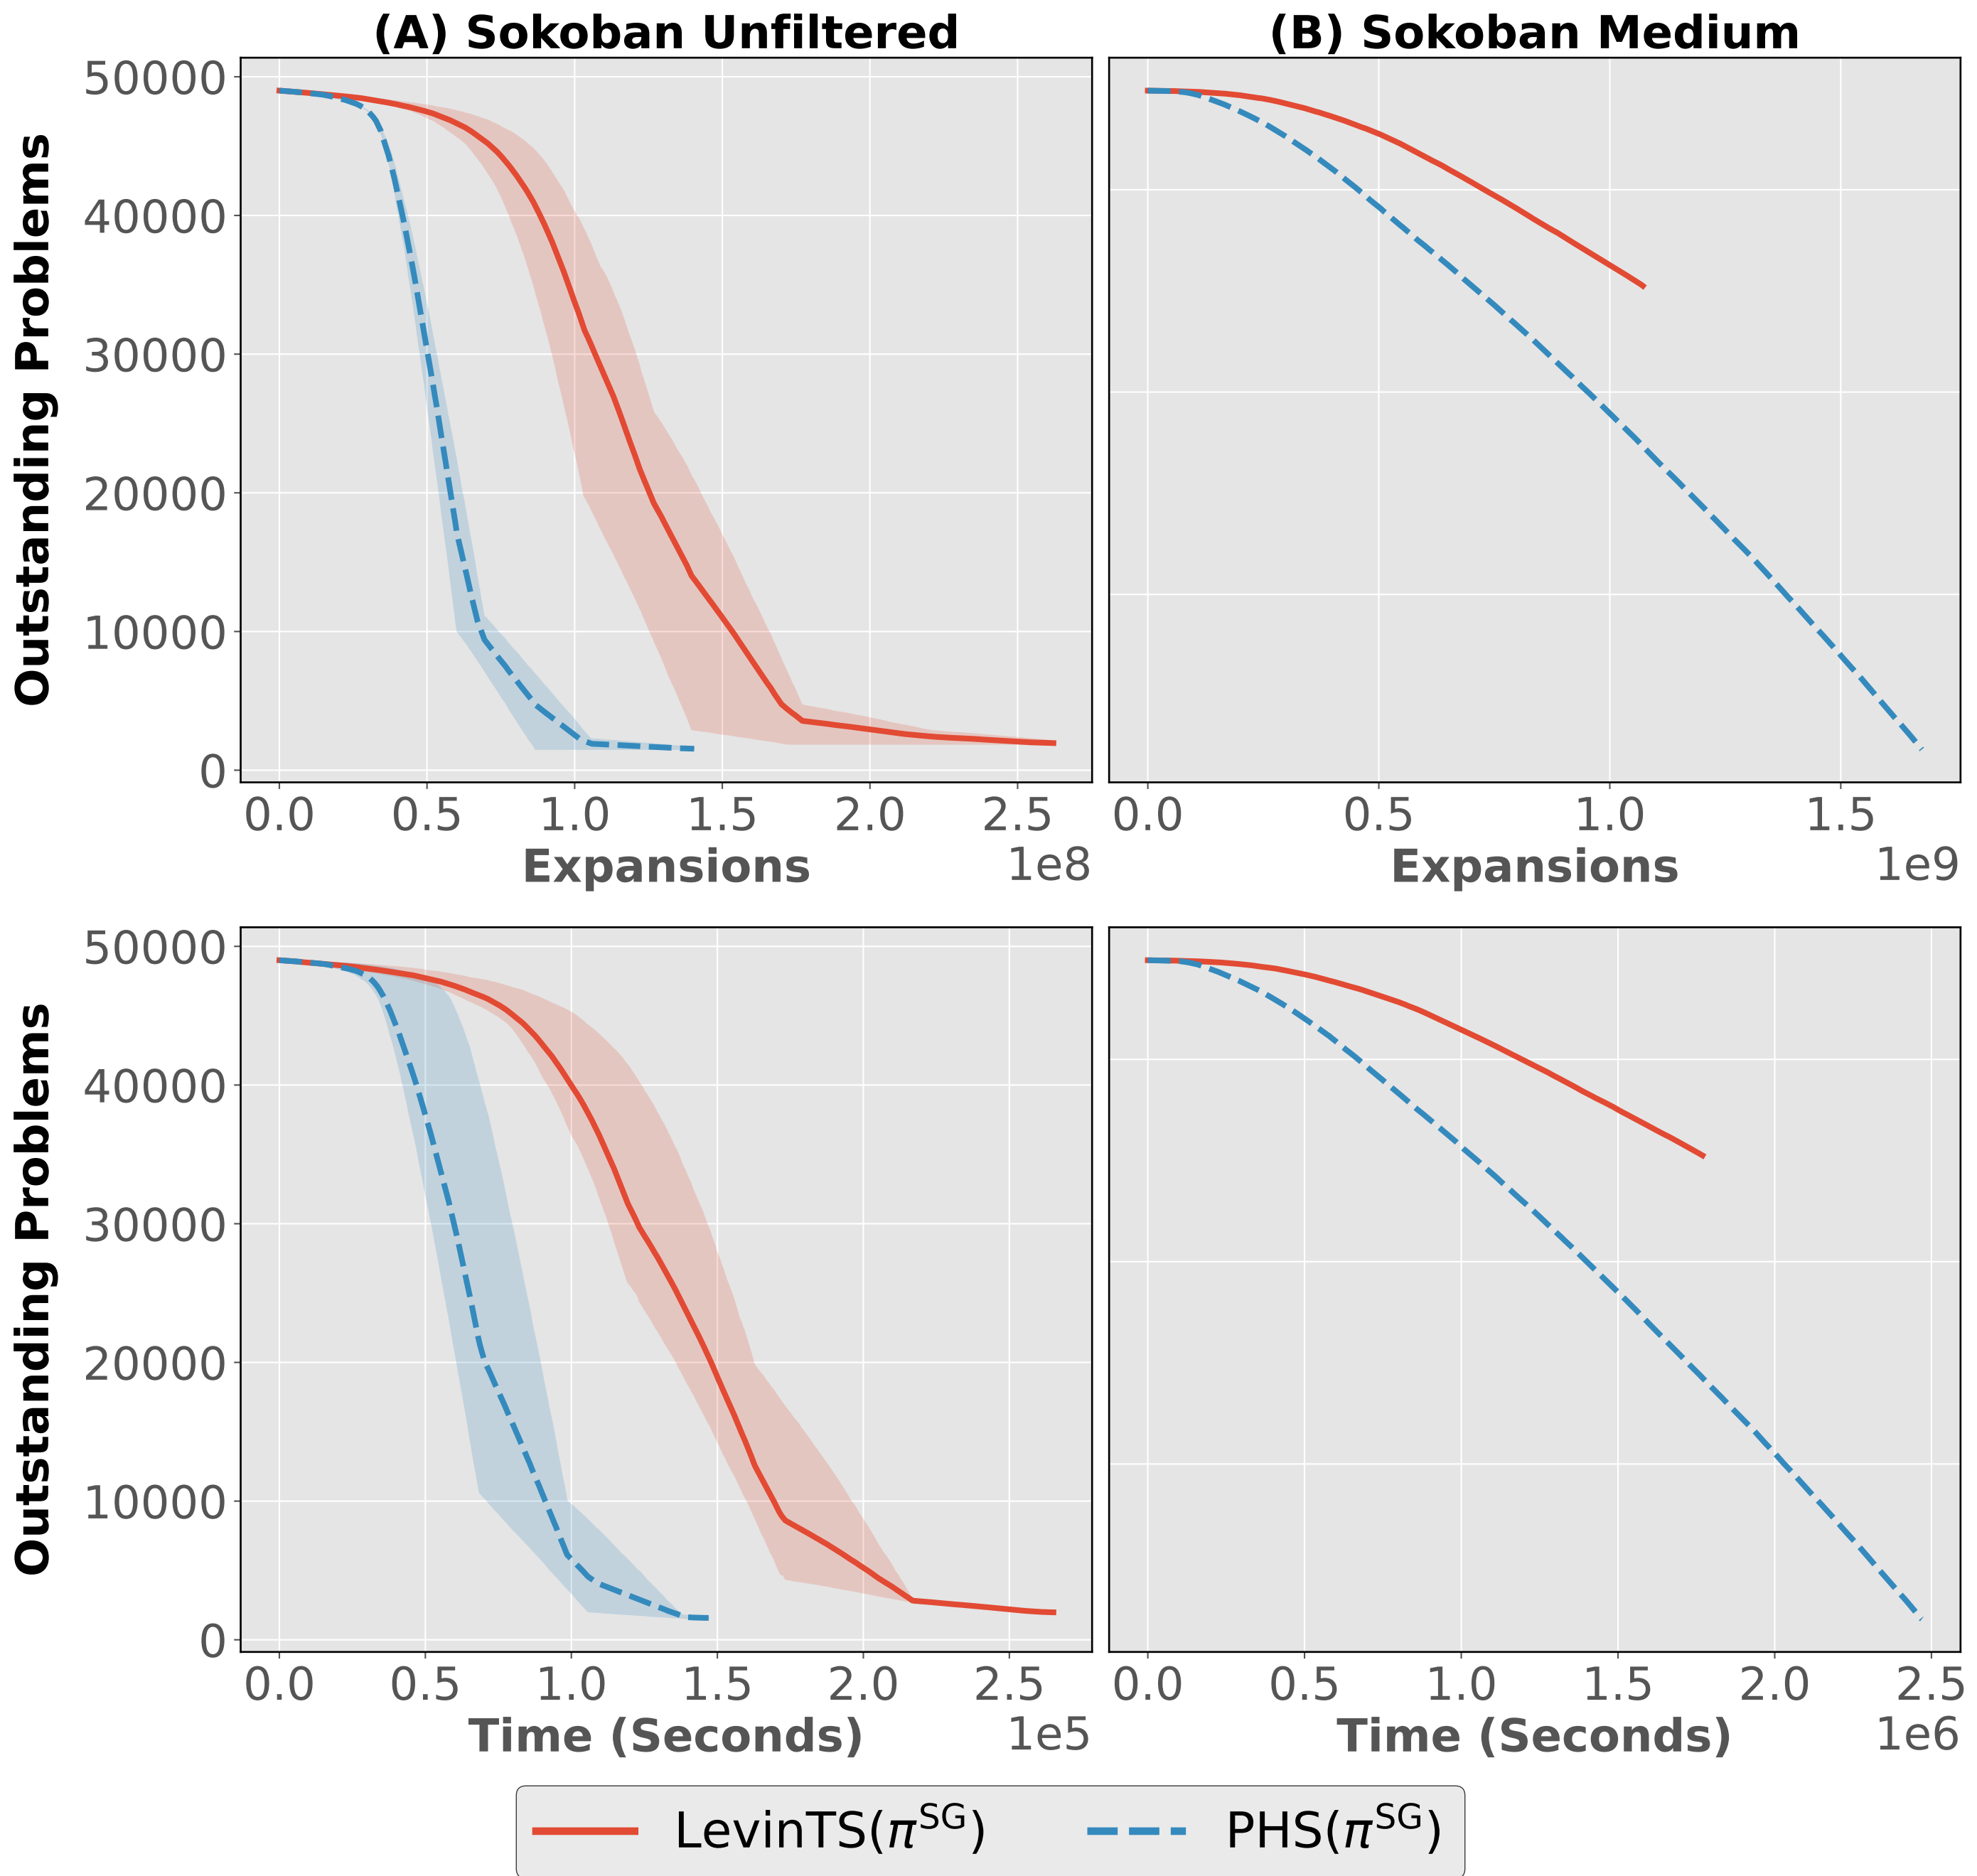 (A) Sokoban Unfiltered
(B) Sokoban Medium
Outstanding Problems
50000
40000
30000
20000
10000
0
0.0 0.5 1.0 1.5 2.0 2.5
Expansions
1e8
0.0 0.5 1.0 1.5
Expansions
1e9
Outstanding Problems
50000
40000
30000
20000
10000
0
0.0 0.5 1.0 1.5 2.0 2.5
Time (Seconds)
1e5
0.0 0.5 1.0 1.5 2.0 2.5
Time (Seconds)
1e6
LevinTS(π^SG)
PHS(π^SG)